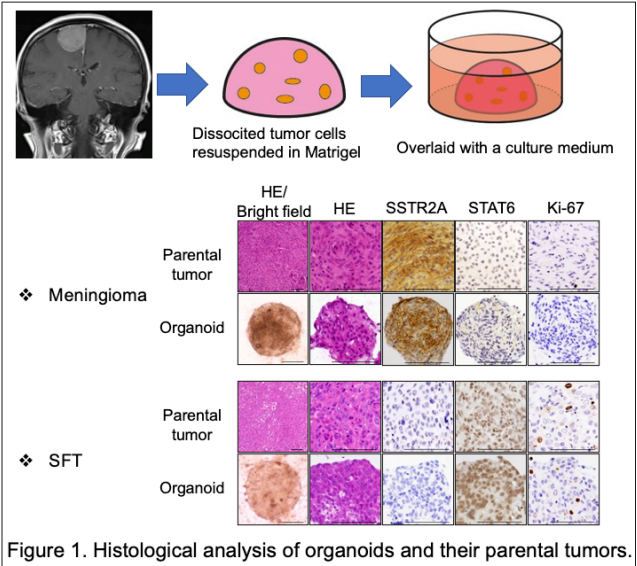 Dissocited tumor cells
resuspended in Matrigel
Overlaid with a culture medium
HE/
Bright field
HE
SSTR2A
STAT6
Ki-67
❖ Meningioma
Parental
tumor
Organoid
❖ SFT
Parental
tumor
Organoid
Figure 1. Histological analysis of organoids and their parental tumors.